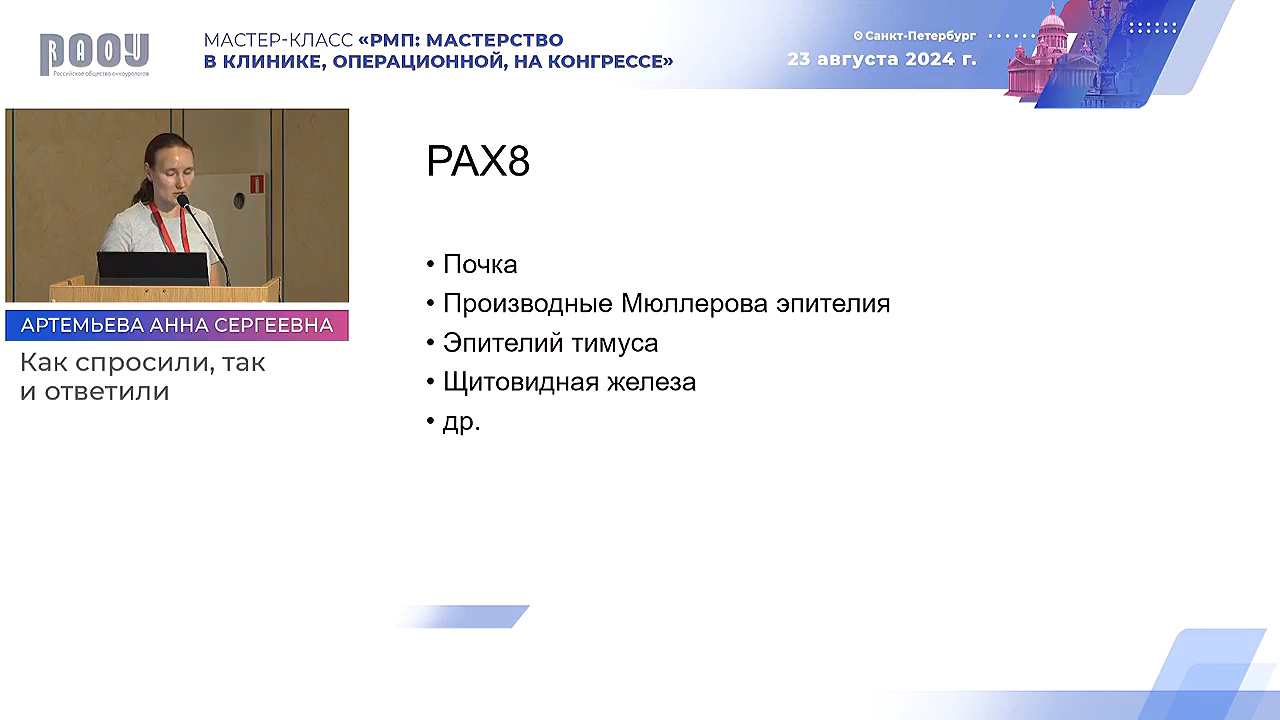 РАОУ
Российское общество онкоурологов
МАСТЕР-КЛАСС «РМП: МАСТЕРСТВО
В КЛИНИКЕ, ОПЕРАЦИОННОЙ, НА КОНГРЕССЕ»
Санкт-Петербург
23 августа 2024 г.
АРТЕМЬЕВА АННА СЕРГЕЕВНА
Как спросили, так
и ответили
PAX8
• Почка
• Производные Мюллерова эпителия
• Эпителий тимуса
• Щитовидная железа
• др.